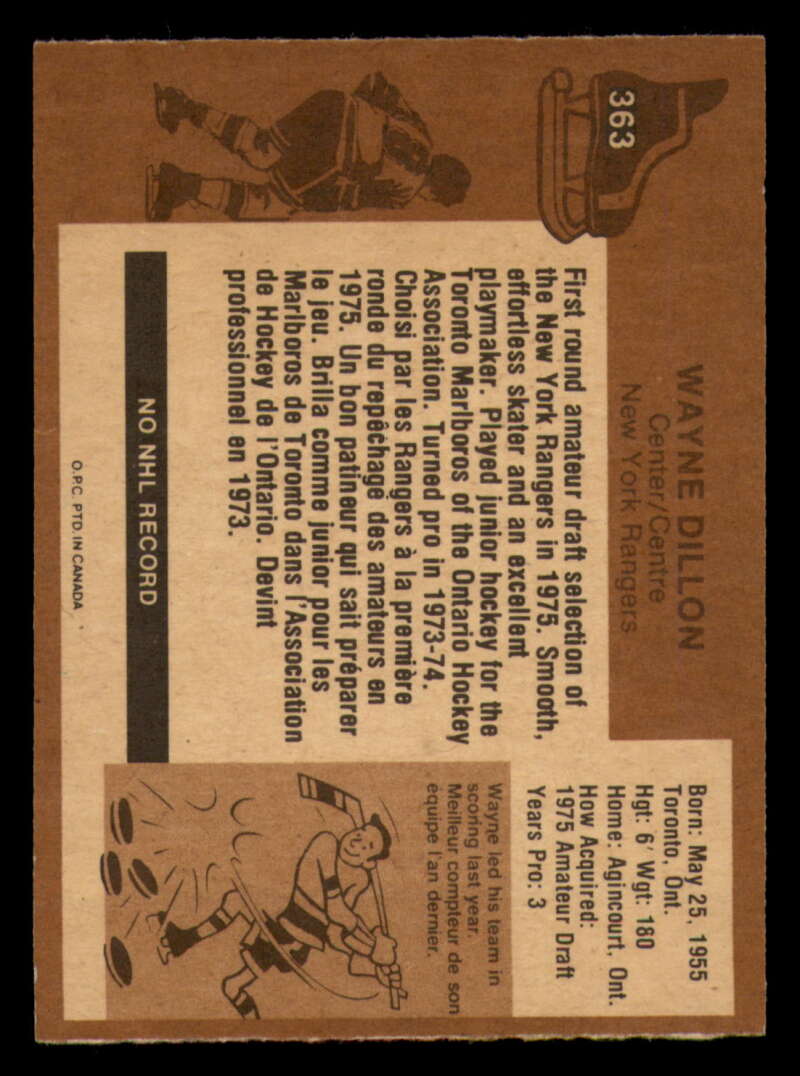 363
WAYNE DILLON
Center/Centre
New York Rangers
Born: May 25, 1955
Toronto, Ont.
Hgt: 6' Wgt: 180
Home: Agincourt, Ont.
How Acquired:
1975 Amateur Draft
Years Pro: 3
First round amateur draft selection of
the New York Rangers in 1975. Smooth,
effortless skater and an excellent
playmaker. Played junior hockey for the
Toronto Marlboros of the Ontario Hockey
Association. Turned pro in 1973-74.
Choisi par les Rangers à la première
ronde du repêchage des amateurs en
1975. Un bon patineur qui sait préparer
le jeu. Brilla comme junior pour les
Marlboros de Toronto dans l'Association
de Hockey de l'Ontario. Devint
professionnel en 1973.
Wayne led his team in
scoring last year.
Meilleur compteur de son
équipe l'an dernier.
NO NHL RECORD
O.P.C. PTD. IN CANADA